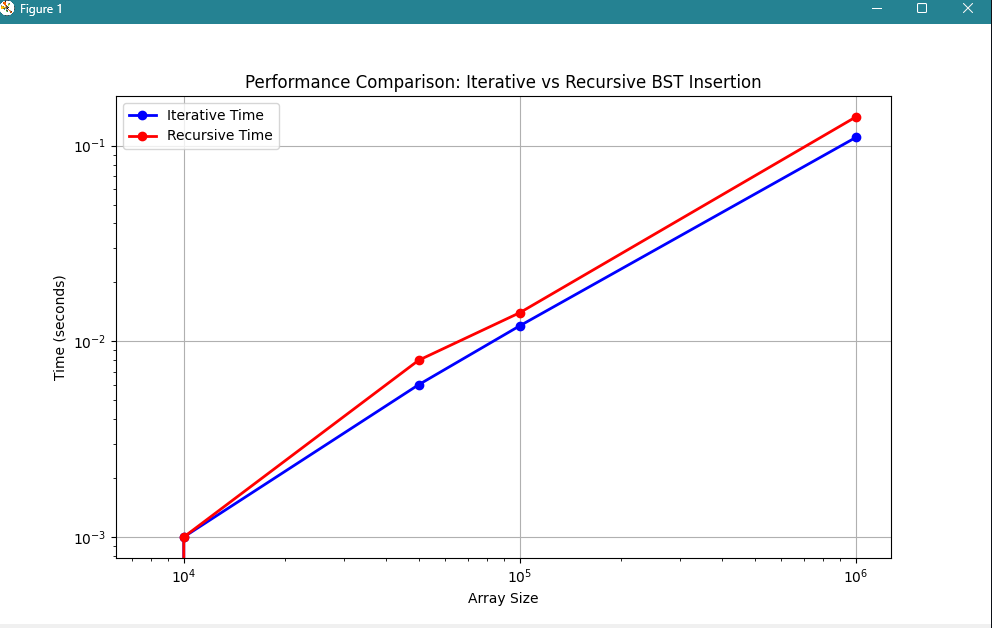 Figure 1
Performance Comparison: Iterative vs Recursive BST Insertion
Iterative Time
Recursive Time
10⁻¹
10⁻²
10⁻³
Time (seconds)
10⁴ 10⁵ 10⁶
Array Size